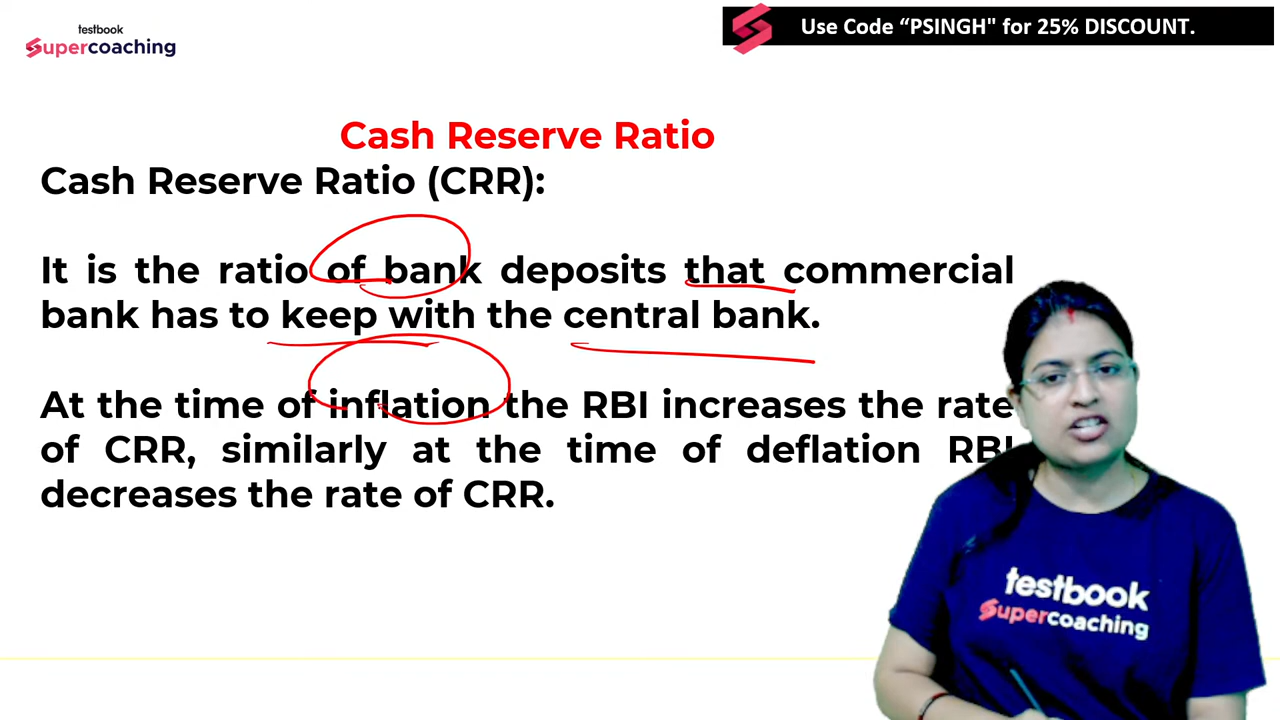 testbook
Supercoaching
Use Code “PSINGH" for 25% DISCOUNT.
Cash Reserve Ratio
Cash Reserve Ratio (CRR):
It is the ratio of bank deposits that commercial
bank has to keep with the central bank.
At the time of inflation the RBI increases the rate
of CRR, similarly at the time of deflation RBI
decreases the rate of CRR.
testbook
Supercoaching